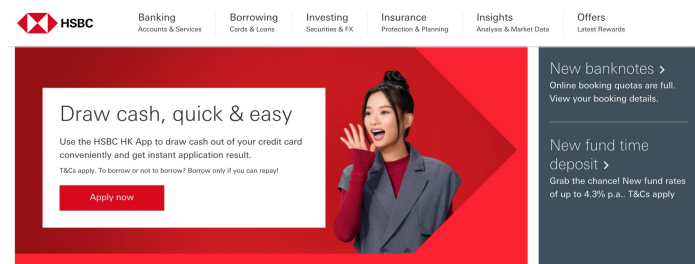 HSBC
Banking
Accounts & Services
Borrowing
Cards & Loans
Investing
Securities & FX
Insurance
Protection & Planning
Insights
Analysis & Market Data
Offers
Latest Rewards
Draw cash, quick & easy
Use the HSBC HK App to draw cash out of your credit card
conveniently and get instant application result.
T&Cs apply. To borrow or not to borrow? Borrow only if you can repay!
Apply now
New banknotes >
Online booking quotas are full.
View your booking details.
New fund time
deposit >
Grab the chance! New fund rates
of up to 4.3% p.a.. T&Cs apply